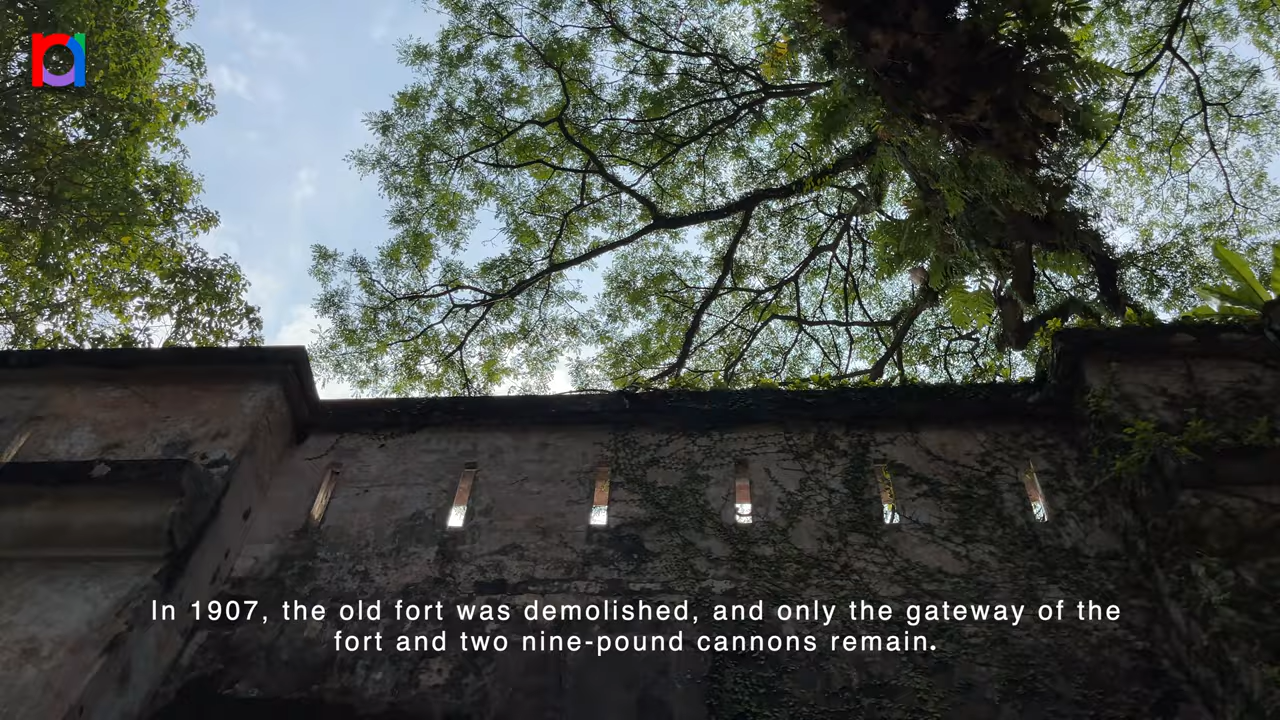 In 1907, the old fort was demolished, and only the gateway of the
fort and two nine-pound cannons remain.